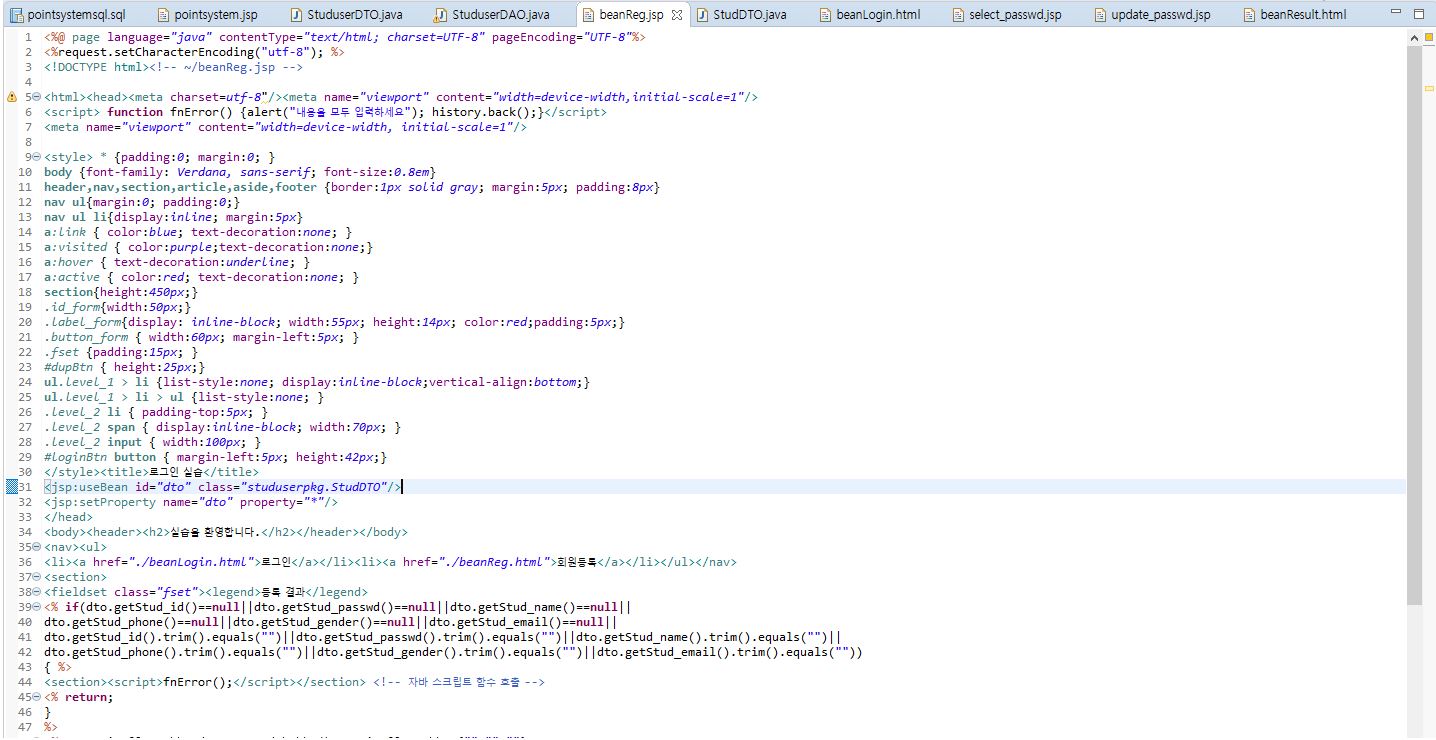 pointsystemsql.sql pointsystem.jsp StuduserDTO.java StuduserDAO.java beanReg.jsp StudDTO.java beanLogin.html select_passwd.jsp update_passwd.jsp beanResult.html
1 <%@ page language="java" contentType="text/html; charset=UTF-8" pageEncoding="UTF-8"%>
2 <%request.setCharacterEncoding("utf-8"); %>
3 <!DOCTYPE html><!-- ~/beanReg.jsp -->
4
5 <html><head><meta charset=utf-8"/><meta name="viewport" content="width=device-width,initial-scale=1"/>
6 <script> function fnError() {alert("내용을 모두 입력하세요"); history.back();}</script>
7 <meta name="viewport" content="width=device-width, initial-scale=1"/>
8
9 <style> * {padding:0; margin:0; }
10 body {font-family: Verdana, sans-serif; font-size:0.8em}
11 header,nav,section,article,aside,footer {border:1px solid gray; margin:5px; padding:8px}
12 nav ul{margin:0; padding:0;}
13 nav ul li{display:inline; margin:5px}
14 a:link { color:blue; text-decoration:none; }
15 a:visited { color:purple;text-decoration:none;}
16 a:hover { text-decoration:underline; }
17 a:active { color:red; text-decoration:none; }
18 section{height:450px;}
19 .id_form{width:50px;}
20 .label_form{display: inline-block; width:55px; height:14px; color:red;padding:5px;}
21 .button_form { width:60px; margin-left:5px; }
22 .fset {padding:15px; }
23 #dupBtn { height:25px;}
24 ul.level_1 > li {list-style:none; display:inline-block;vertical-align:bottom;}
25 ul.level_1 > li > ul {list-style:none; }
26 .level_2 li { padding-top:5px; }
27 .level_2 span { display:inline-block; width:70px; }
28 .level_2 input { width:100px; }
29 #loginBtn button { margin-left:5px; height:42px;}
30 </style><title>로그인 실습</title>
31 <jsp:useBean id="dto" class="studuserpkg.StudDTO"/>
32 <jsp:setProperty name="dto" property="*"/>
33 </head>
34 <body><header><h2>실습을 환영합니다.</h2></header></body>
35 <nav><ul>
36 <li><a href="./beanLogin.html">로그인</a></li><li><a href="./beanReg.html">회원등록</a></li></ul></nav>
37 <section>
38 <fieldset class="fset"><legend>등록 결과</legend>
39 <% if(dto.getStud_id()==null||dto.getStud_passwd()==null||dto.getStud_name()==null||
40 dto.getStud_phone()==null||dto.getStud_gender()==null||dto.getStud_email()==null||
41 dto.getStud_id().trim().equals("")||dto.getStud_passwd().trim().equals("")||dto.getStud_name().trim().equals("")||
42 dto.getStud_phone().trim().equals("")||dto.getStud_gender().trim().equals("")||dto.getStud_email().trim().equals(""))
43 { %>
44 <section><script>fnError();</script></section> <!-- 자바 스크립트 함수 호출 -->
45 <% return;
46 }
47 %>